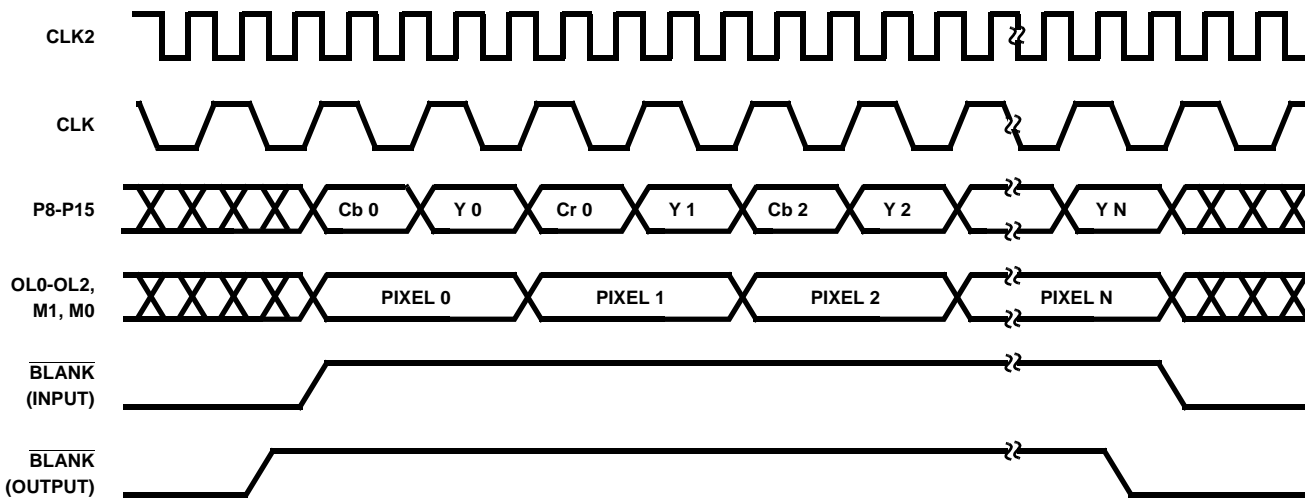 CLK2
CLK
P8-P15
Cb 0 Y 0 Cr 0 Y 1 Cb 2 Y 2 Y N
OL0-OL2,
M1, M0
PIXEL 0 PIXEL 1 PIXEL 2 PIXEL N
BLANK
(INPUT)
BLANK
(OUTPUT)